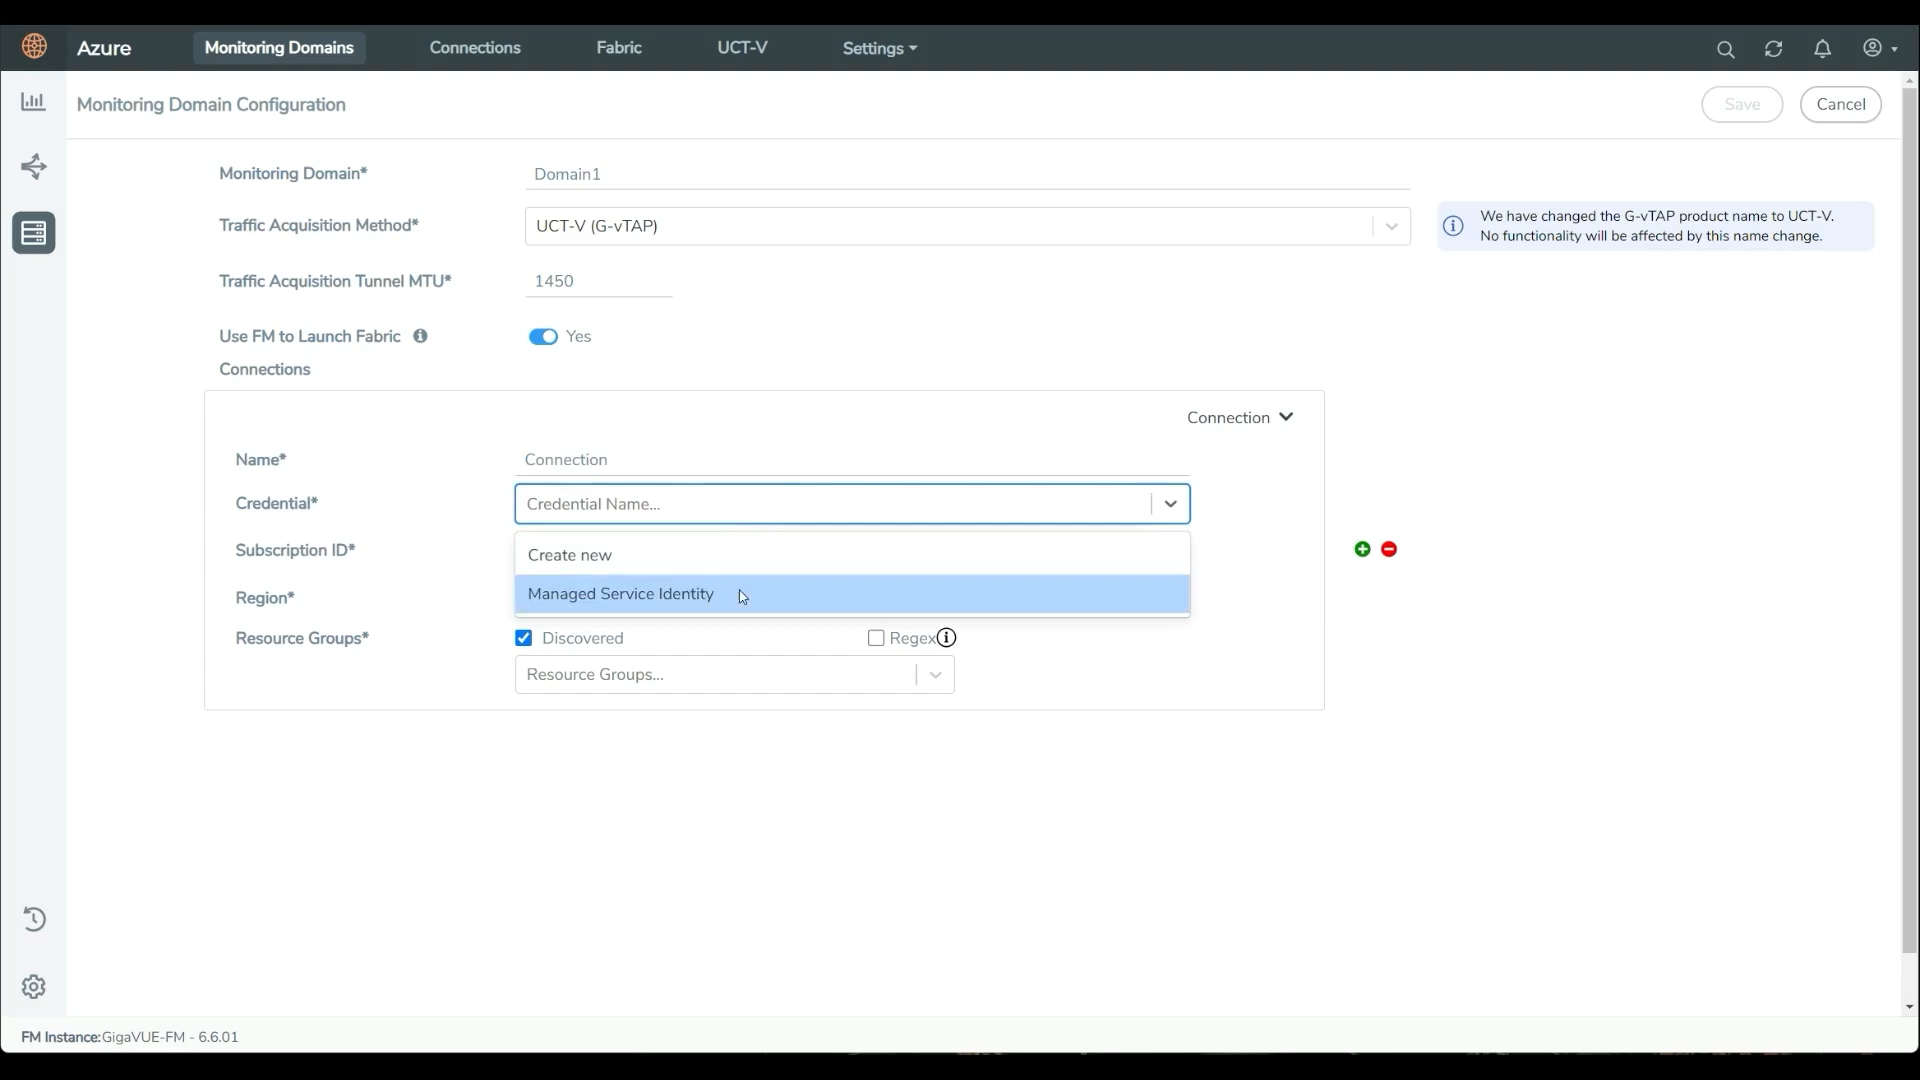 Azure
Monitoring Domains
Connections
Fabric
UCT-V
Settings
Monitoring Domain Configuration
Save
Cancel
Monitoring Domain*
Domain1
Traffic Acquisition Method*
UCT-V (G-vTAP)
We have changed the G-vTAP product name to UCT-V.
No functionality will be affected by this name change.
Traffic Acquisition Tunnel MTU*
1450
Use FM to Launch Fabric
Yes
Connections
Connection
Name*
Connection
Credential*
Credential Name...
Create new
Subscription ID*
Managed Service Identity
Region*
Resource Groups*
Discovered
Regex
Resource Groups...
FM Instance:GigaVUE-FM - 6.6.01